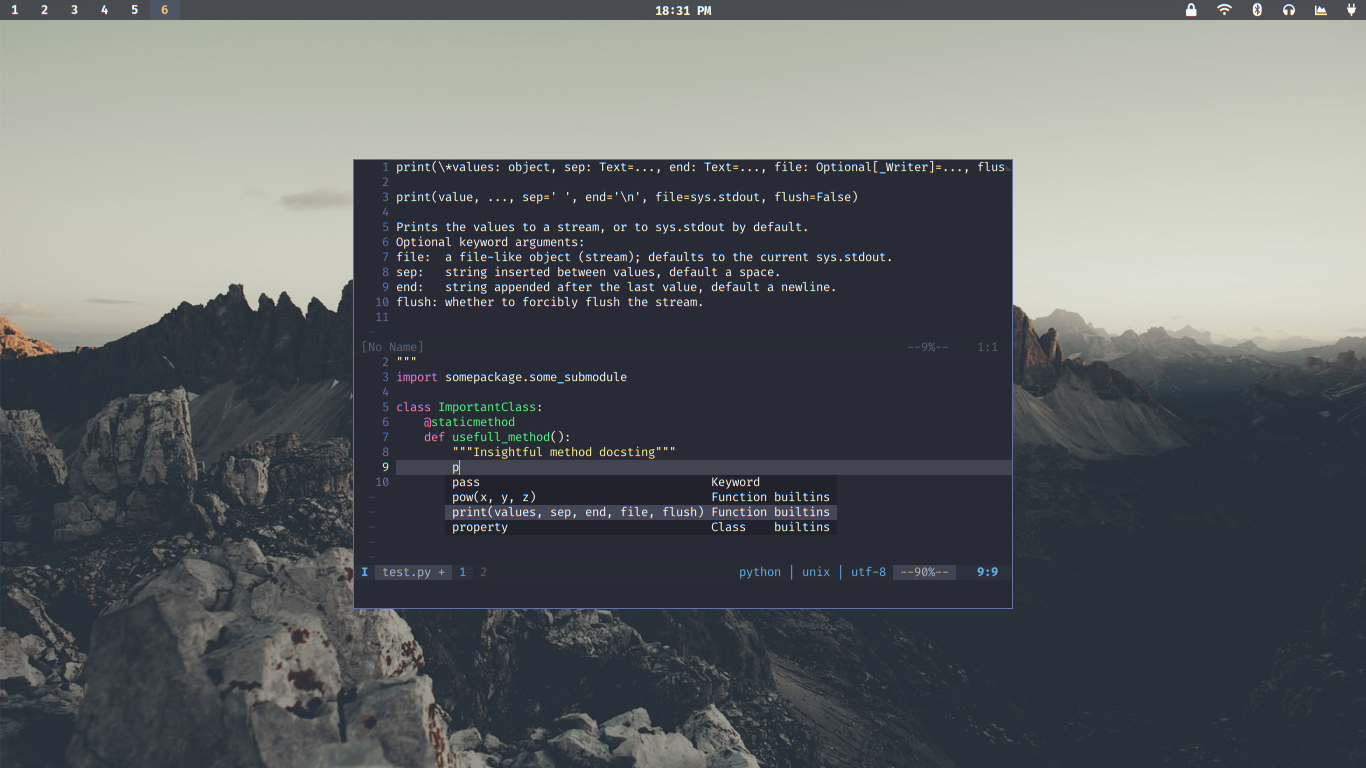 1 2 3 4 5 6 18:31 PM
1 print(\*values: object, sep: Text=..., end: Text=..., file: Optional[_Writer]=..., flus
2
3 print(value, ..., sep=' ', end='\n', file=sys.stdout, flush=False)
4
5 Prints the values to a stream, or to sys.stdout by default.
6 Optional keyword arguments:
7 file:  a file-like object (stream); defaults to the current sys.stdout.
8 sep:   string inserted between values, default a space.
9 end:   string appended after the last value, default a newline.
10 flush: whether to forcibly flush the stream.
11
~
[No Name] --9%-- 1:1
2 """
3 import somepackage.some_submodule
4
5 class ImportantClass:
6     @staticmethod
7     def usefull_method():
8         """Insightful method docsting"""
9         p
10         pass Keyword
~ pow(x, y, z) Function builtins
~ print(values, sep, end, file, flush) Function builtins
~ property Class builtins
~
~
I test.py + 1 2 python | unix | utf-8 --90%-- 9:9